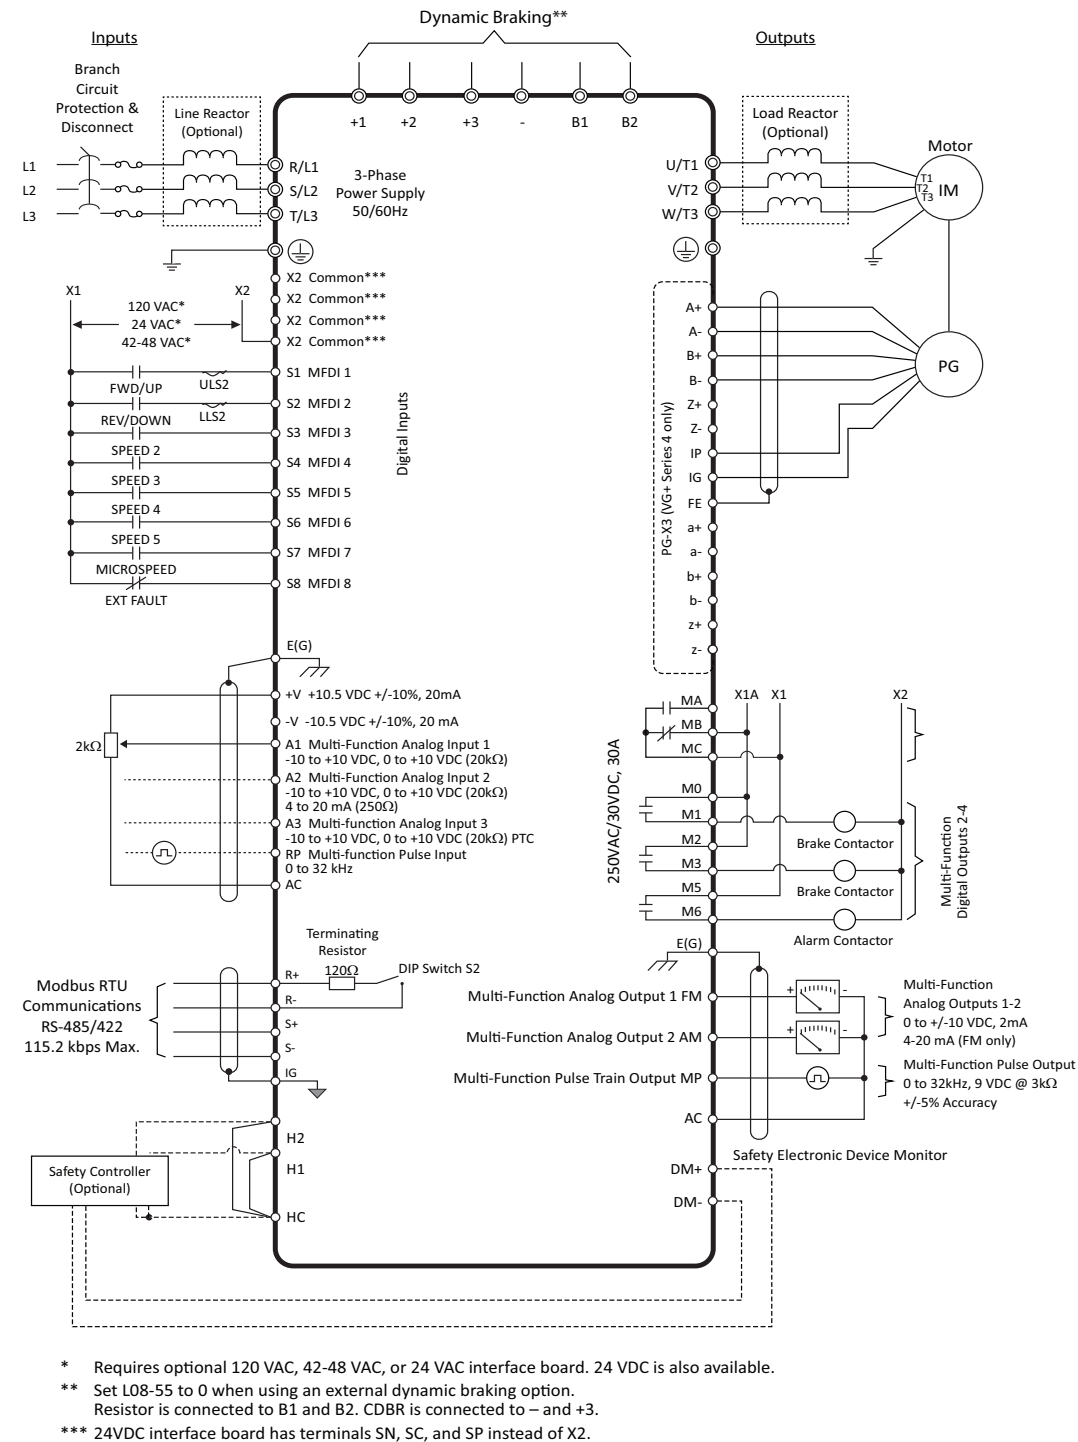 Dynamic Braking**
Inputs
Outputs
Branch
Circuit
Protection &
Disconnect
Line Reactor
(Optional)
+1
+2
+3
-
B1
B2
Load Reactor
(Optional)
Motor
L1
L2
L3
R/L1
S/L2
T/L3
3-Phase
Power Supply
50/60Hz
U/T1
V/T2
W/T3
T1
T2
T3
IM
X1
X2
120 VAC*
24 VAC*
42-48 VAC*
X2 Common***
X2 Common***
X2 Common***
X2 Common***
S1 MFDI 1
FWD/UP
ULS2
S2 MFDI 2
REV/DOWN
LLS2
S3 MFDI 3
SPEED 2
S4 MFDI 4
SPEED 3
S5 MFDI 5
SPEED 4
S6 MFDI 6
SPEED 5
S7 MFDI 7
MICROSPEED
S8 MFDI 8
EXT FAULT
Digital Inputs
PG-X3 (VG+ Series 4 only)
A+
A-
B+
B-
Z+
Z-
IP
IG
FE
a+
a-
b+
b-
z+
z-
PG
E(G)
+V +10.5 VDC +/-10%, 20mA
-V -10.5 VDC +/-10%, 20 mA
2kΩ
A1 Multi-Function Analog Input 1
-10 to +10 VDC, 0 to +10 VDC (20kΩ)
A2 Multi-Function Analog Input 2
-10 to +10 VDC, 0 to +10 VDC (20kΩ)
4 to 20 mA (250Ω)
A3 Multi-function Analog Input 3
-10 to +10 VDC, 0 to +10 VDC (20kΩ) PTC
RP Multi-function Pulse Input
0 to 32 kHz
AC
250VAC/30VDC, 30A
MA
MB
MC
M0
M1
M2
M3
M5
M6
X1A
X1
X2
Brake Contactor
Brake Contactor
Alarm Contactor
Multi-Function
Digital Outputs 2-4
E(G)
Terminating
Resistor
120Ω
DIP Switch S2
R+
R-
S+
S-
IG
Modbus RTU
Communications
RS-485/422
115.2 kbps Max.
Multi-Function Analog Output 1 FM
+
-
Multi-Function Analog Output 2 AM
+
-
Multi-Function Pulse Train Output MP
AC
Multi-Function
Analog Outputs 1-2
0 to +/-10 VDC, 2mA
4-20 mA (FM only)
Multi-Function Pulse Output
0 to 32kHz, 9 VDC @ 3kΩ
+/-5% Accuracy
H2
H1
HC
Safety Controller
(Optional)
Safety Electronic Device Monitor
DM+
DM-
* Requires optional 120 VAC, 42-48 VAC, or 24 VAC interface board. 24 VDC is also available.
** Set L08-55 to 0 when using an external dynamic braking option.
Resistor is connected to B1 and B2. CDBR is connected to – and +3.
*** 24VDC interface board has terminals SN, SC, and SP instead of X2.